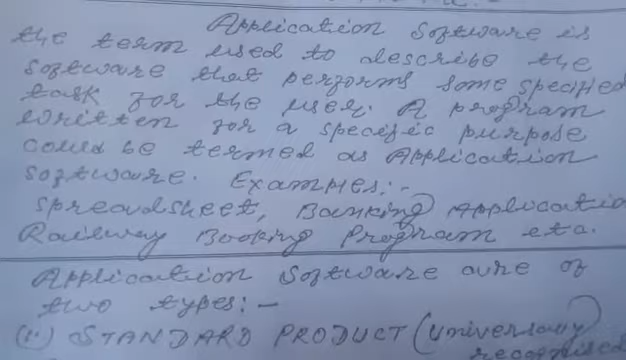 Application Software is
the term used to describe the
software that performs some specified
task for the user. A program
written for a specific purpose
could be termed as Application
software. Examples:-
Spreadsheet, Banking Applicatio
Railway Booking Program etc.
Application Software are of
two types:-
(1.) STANDARD PRODUCT (Universally
recognised